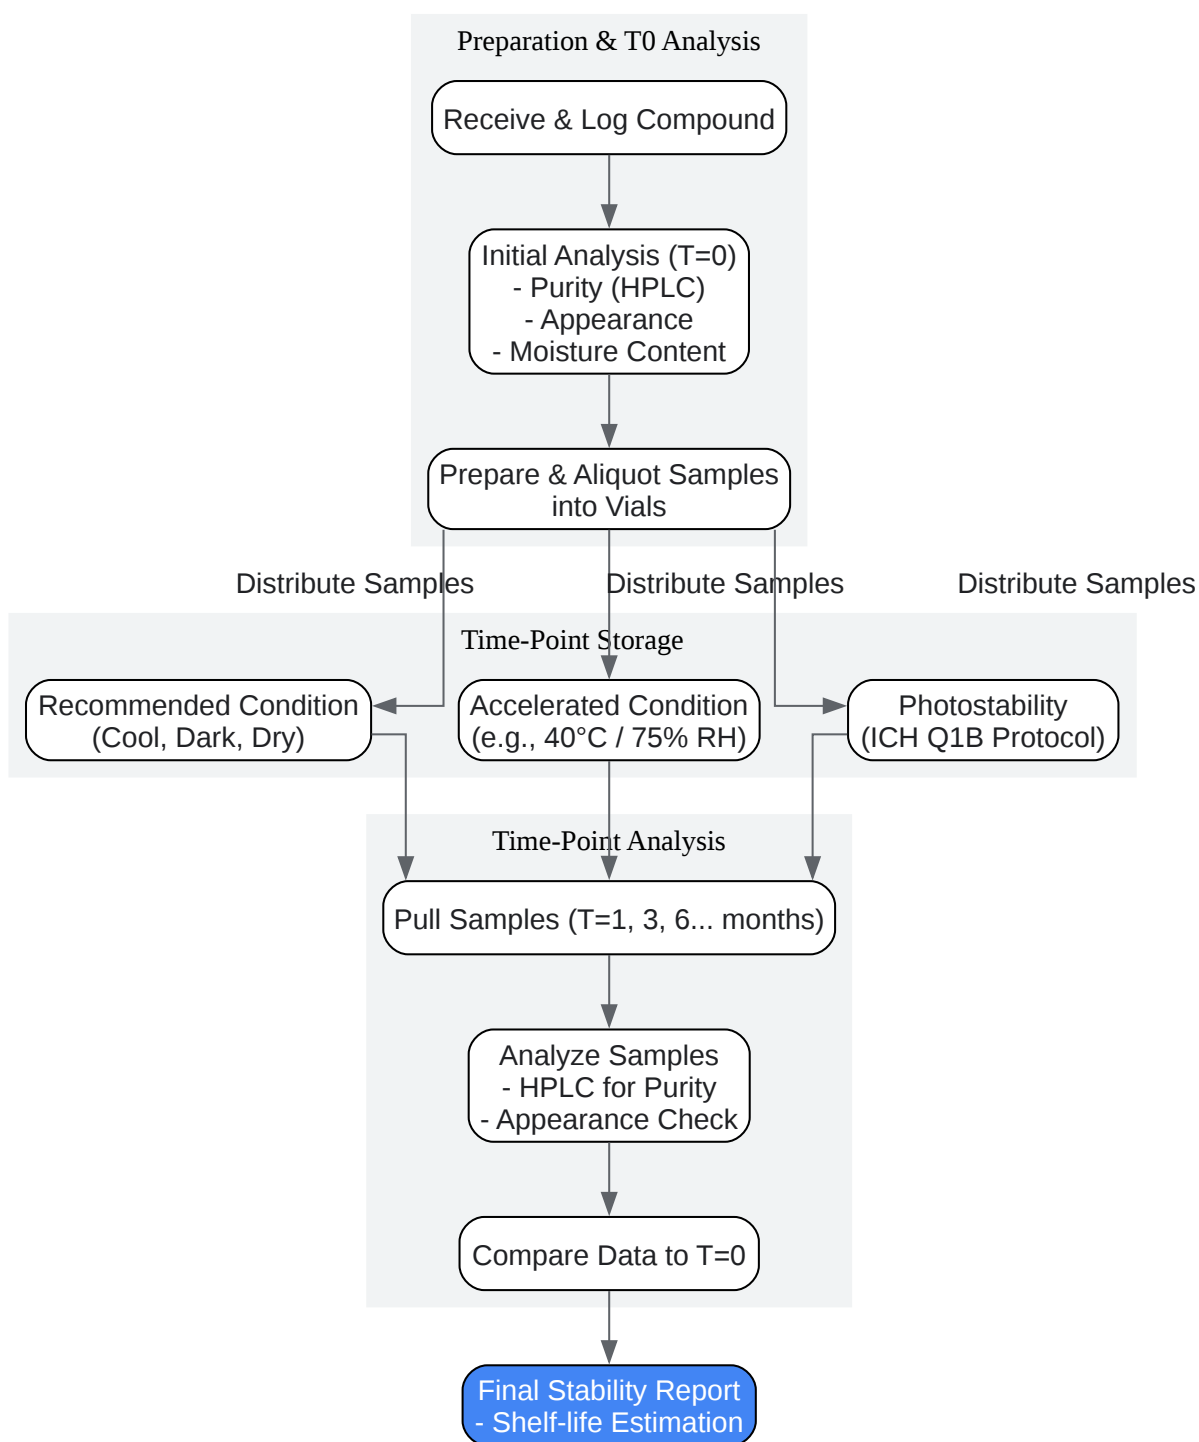 Preparation & T0 Analysis
Receive & Log Compound
Initial Analysis (T=0)
- Purity (HPLC)
- Appearance
- Moisture Content
Prepare & Aliquot Samples
into Vials
Distribute Samples
Distribute Samples
Distribute Samples
Time-Point Storage
Recommended Condition
(Cool, Dark, Dry)
Accelerated Condition
(e.g., 40°C / 75% RH)
Photostability
(ICH Q1B Protocol)
Time-Point Analysis
Pull Samples (T=1, 3, 6... months)
Analyze Samples
- HPLC for Purity
- Appearance Check
Compare Data to T=0
Final Stability Report
- Shelf-life Estimation